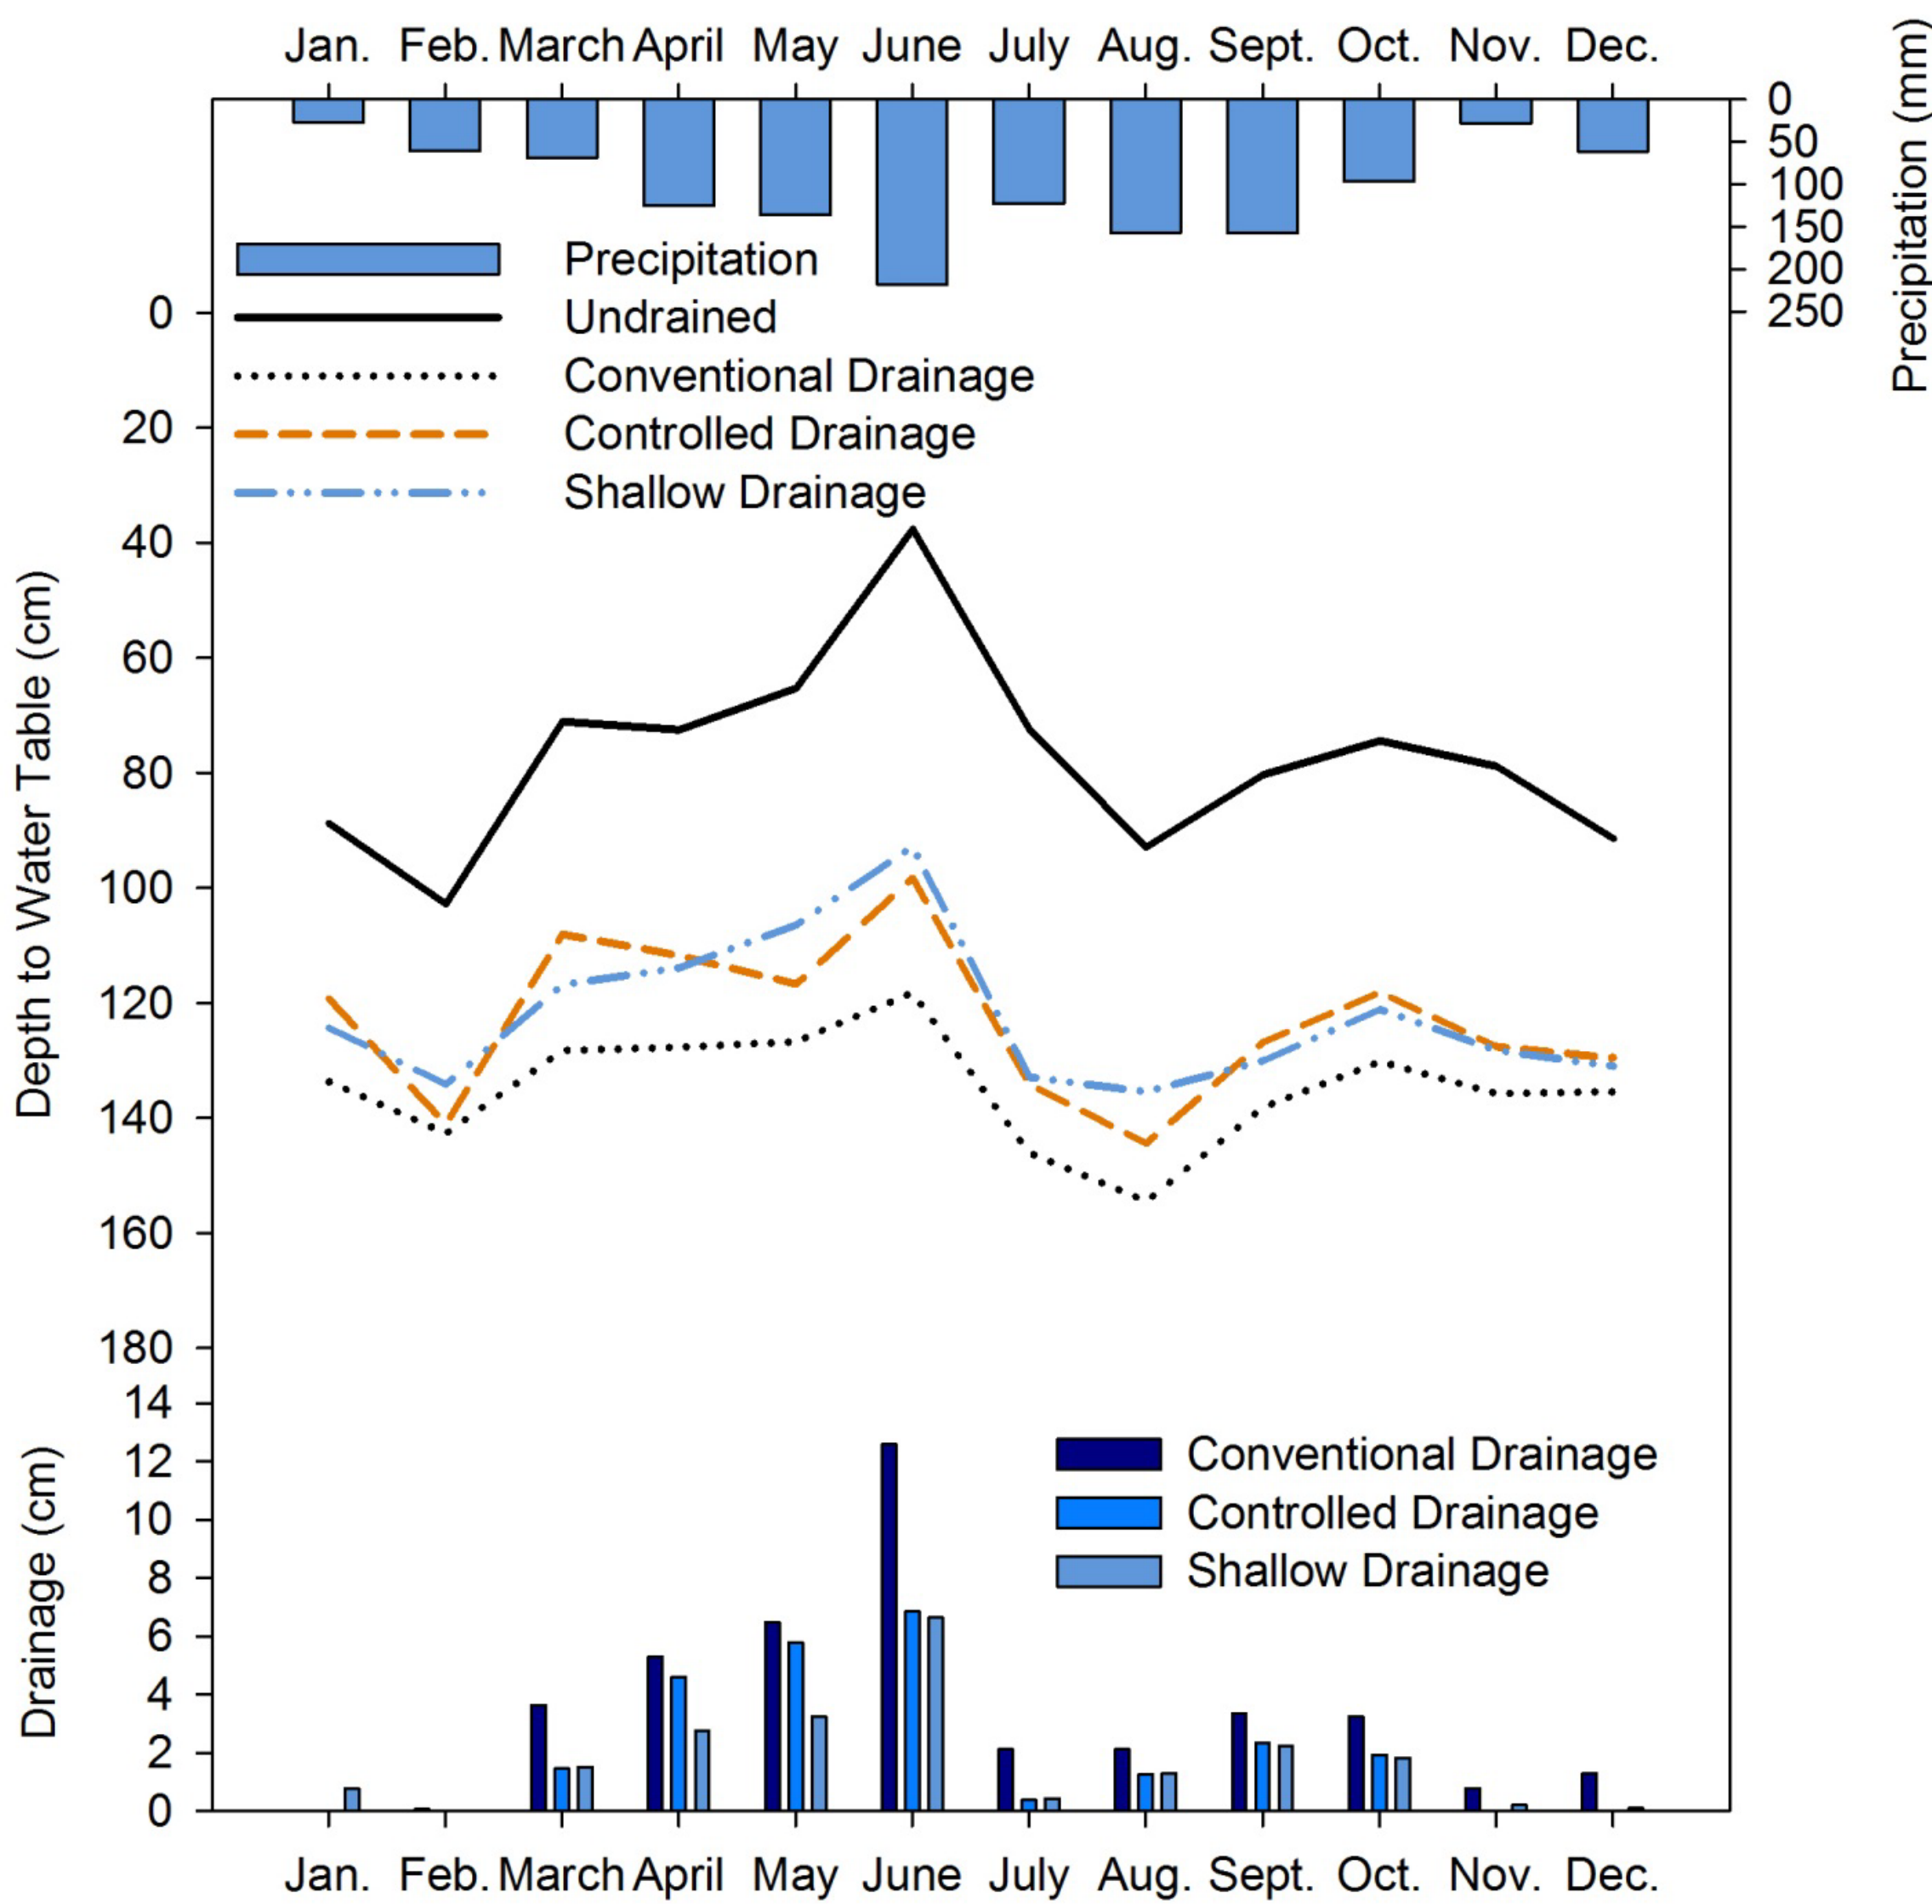 Jan. Feb. March April May June July Aug. Sept. Oct. Nov. Dec.
Precipitation (mm)
0
50
100
150
200
250
Precipitation
Undrained
Conventional Drainage
Controlled Drainage
Shallow Drainage
Depth to Water Table (cm)
0
20
40
60
80
100
120
140
160
180
Drainage (cm)
14
12
10
8
6
4
2
0
Conventional Drainage
Controlled Drainage
Shallow Drainage
Jan. Feb. March April May June July Aug. Sept. Oct. Nov. Dec.